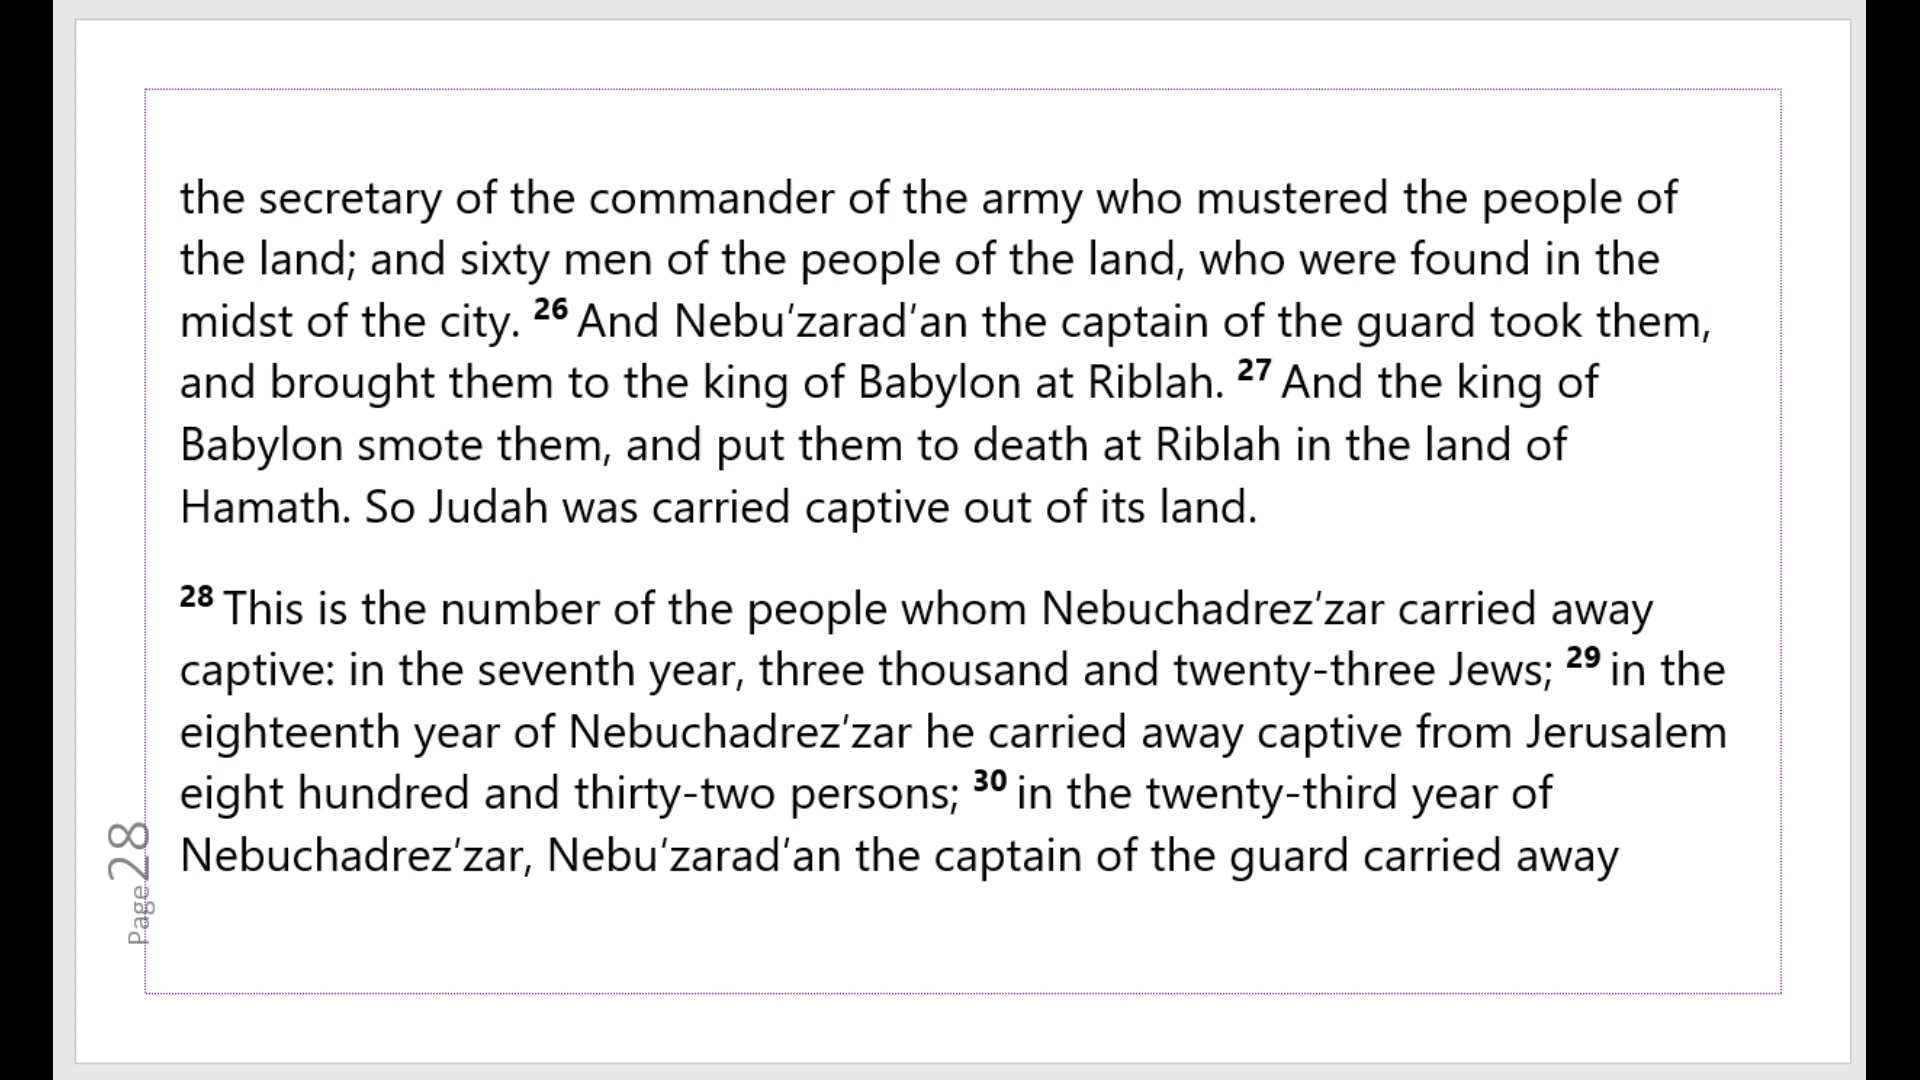 the secretary of the commander of the army who mustered the people of
the land; and sixty men of the people of the land, who were found in the
midst of the city. 26 And Nebu′zarad′an the captain of the guard took them,
and brought them to the king of Babylon at Riblah. 27 And the king of
Babylon smote them, and put them to death at Riblah in the land of
Hamath. So Judah was carried captive out of its land.
28 This is the number of the people whom Nebuchadrez′zar carried away
captive: in the seventh year, three thousand and twenty-three Jews; 29 in the
eighteenth year of Nebuchadrez′zar he carried away captive from Jerusalem
eight hundred and thirty-two persons; 30 in the twenty-third year of
Nebuchadrez′zar, Nebu′zarad′an the captain of the guard carried away
Page 28